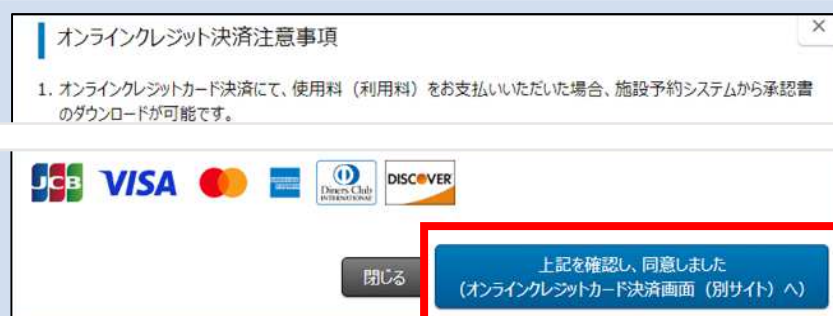 オンラインクレジット決済注意事項
×
1. オンラインクレジットカード決済にて、使用料（利用料）をお支払いいただいた場合、施設予約システムから承認書
のダウンロードが可能です。
JCB VISA Diners Club INTERNATIONAL DISCOVER
閉じる
上記を確認し、同意しました
（オンラインクレジットカード決済画面（別サイト）へ）